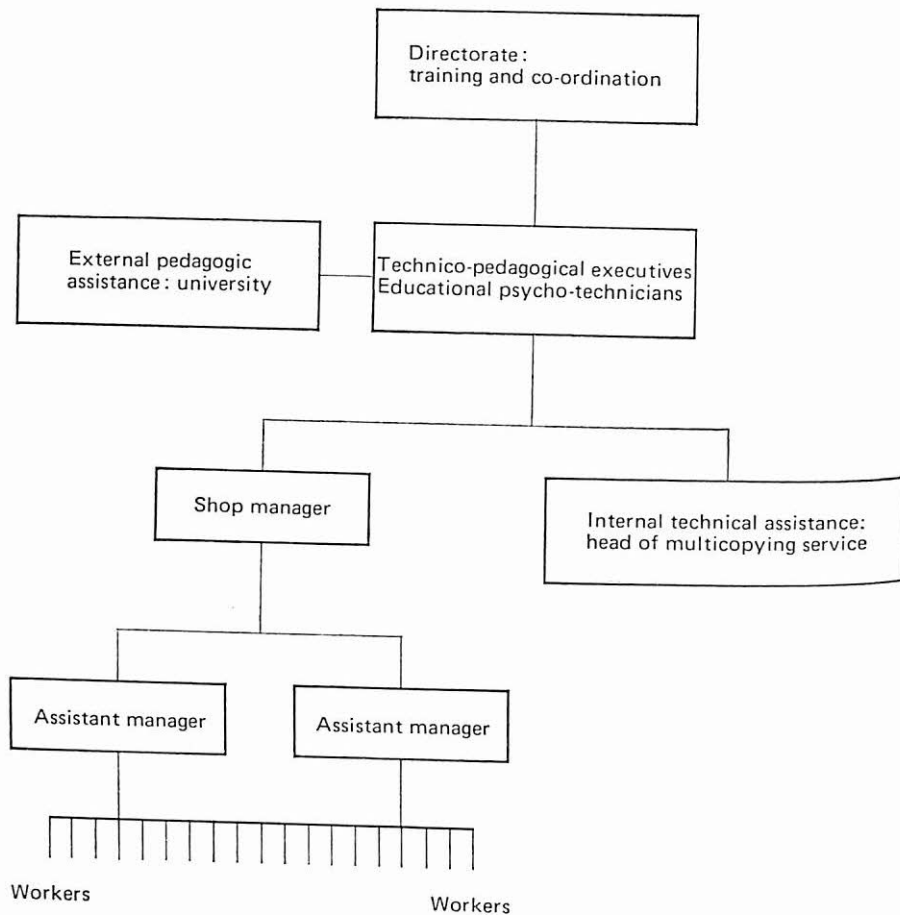 Directorate:
training and co-ordination
External pedagogic
assistance: university
Technico-pedagogical executives
Educational psycho-technicians
Shop manager
Internal technical assistance:
head of multicopying service
Assistant manager
Assistant manager
Workers
Workers